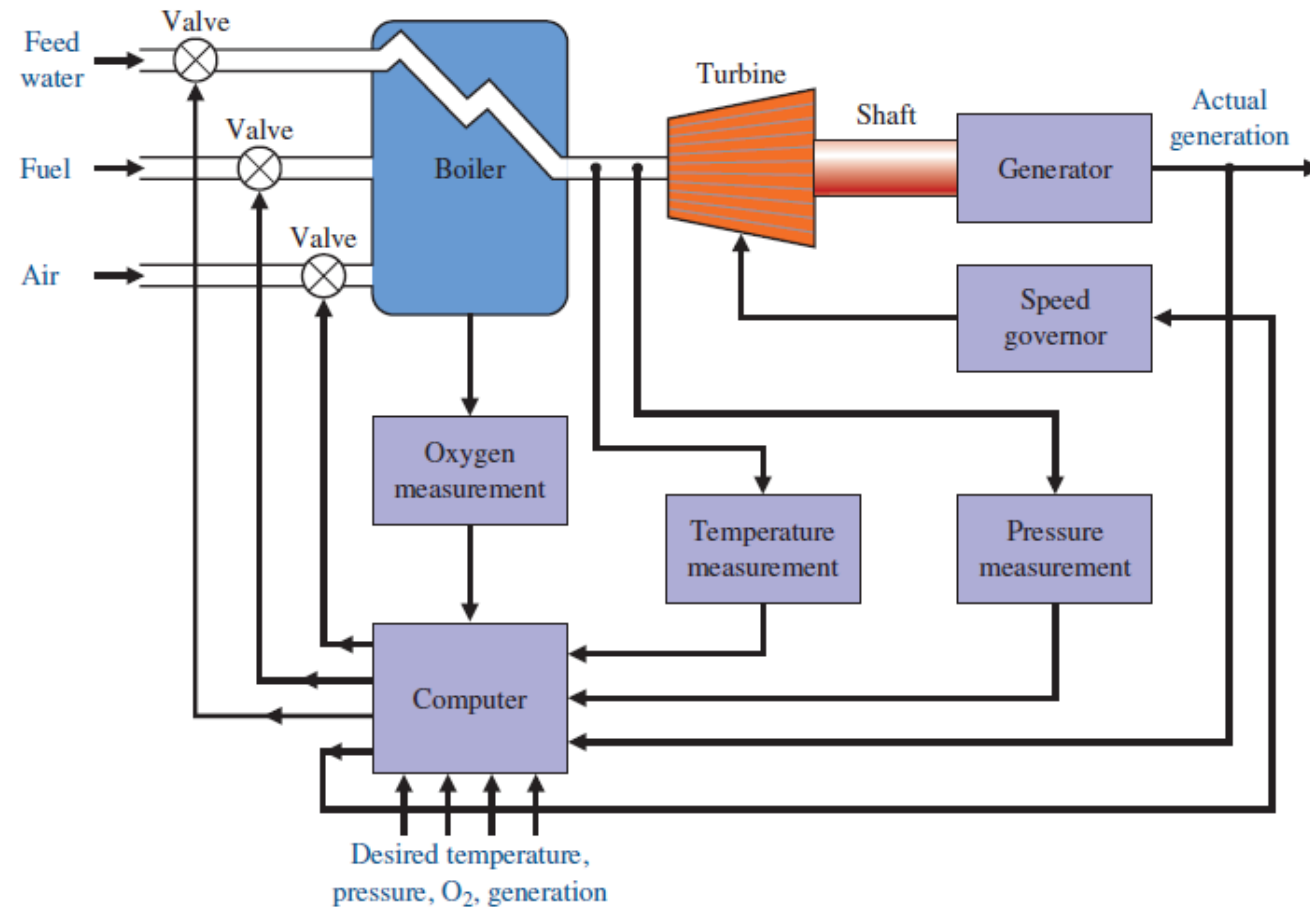 Valve
Feed
water
Turbine
Shaft
Actual
generation
Valve
Fuel
Boiler
Generator
Valve
Air
Speed
governor
Oxygen
measurement
Temperature
measurement
Pressure
measurement
Computer
Desired temperature,
pressure, O₂, generation